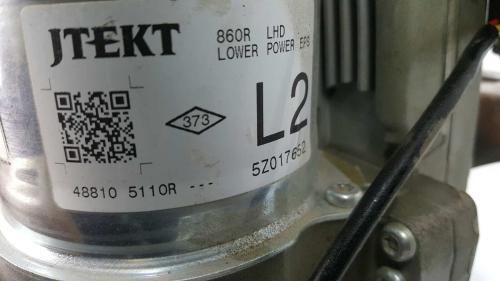 JTEKT
860R LHD
LOWER POWER EPS
373
L2
5Z017652
48810 5110R ---